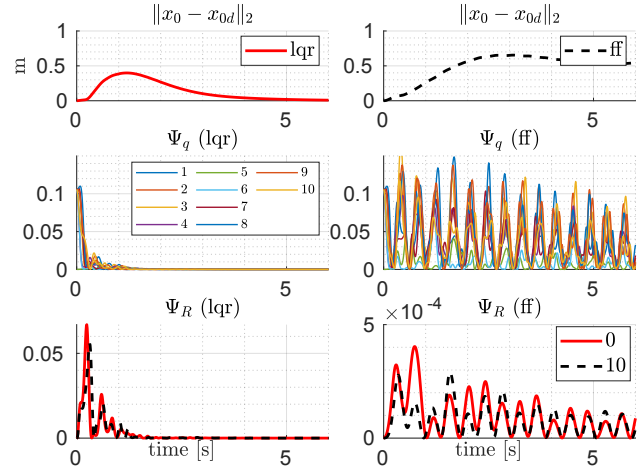 ‖x₀ − x₀d‖₂ ‖x₀ − x₀d‖₂
m
1
0.5
0
0 5
lqr
1
0.5
0
0 5
ff
Ψq (lqr) Ψq (ff)
0.1
0.05
0
0 5
1 5 9
2 6 10
3 7
4 8
0.1
0.05
0
0 5
ΨR (lqr) ΨR (ff)
0.05
0
0 5
time [s]
×10⁻⁴
5
0
0 5
0
10
time [s]